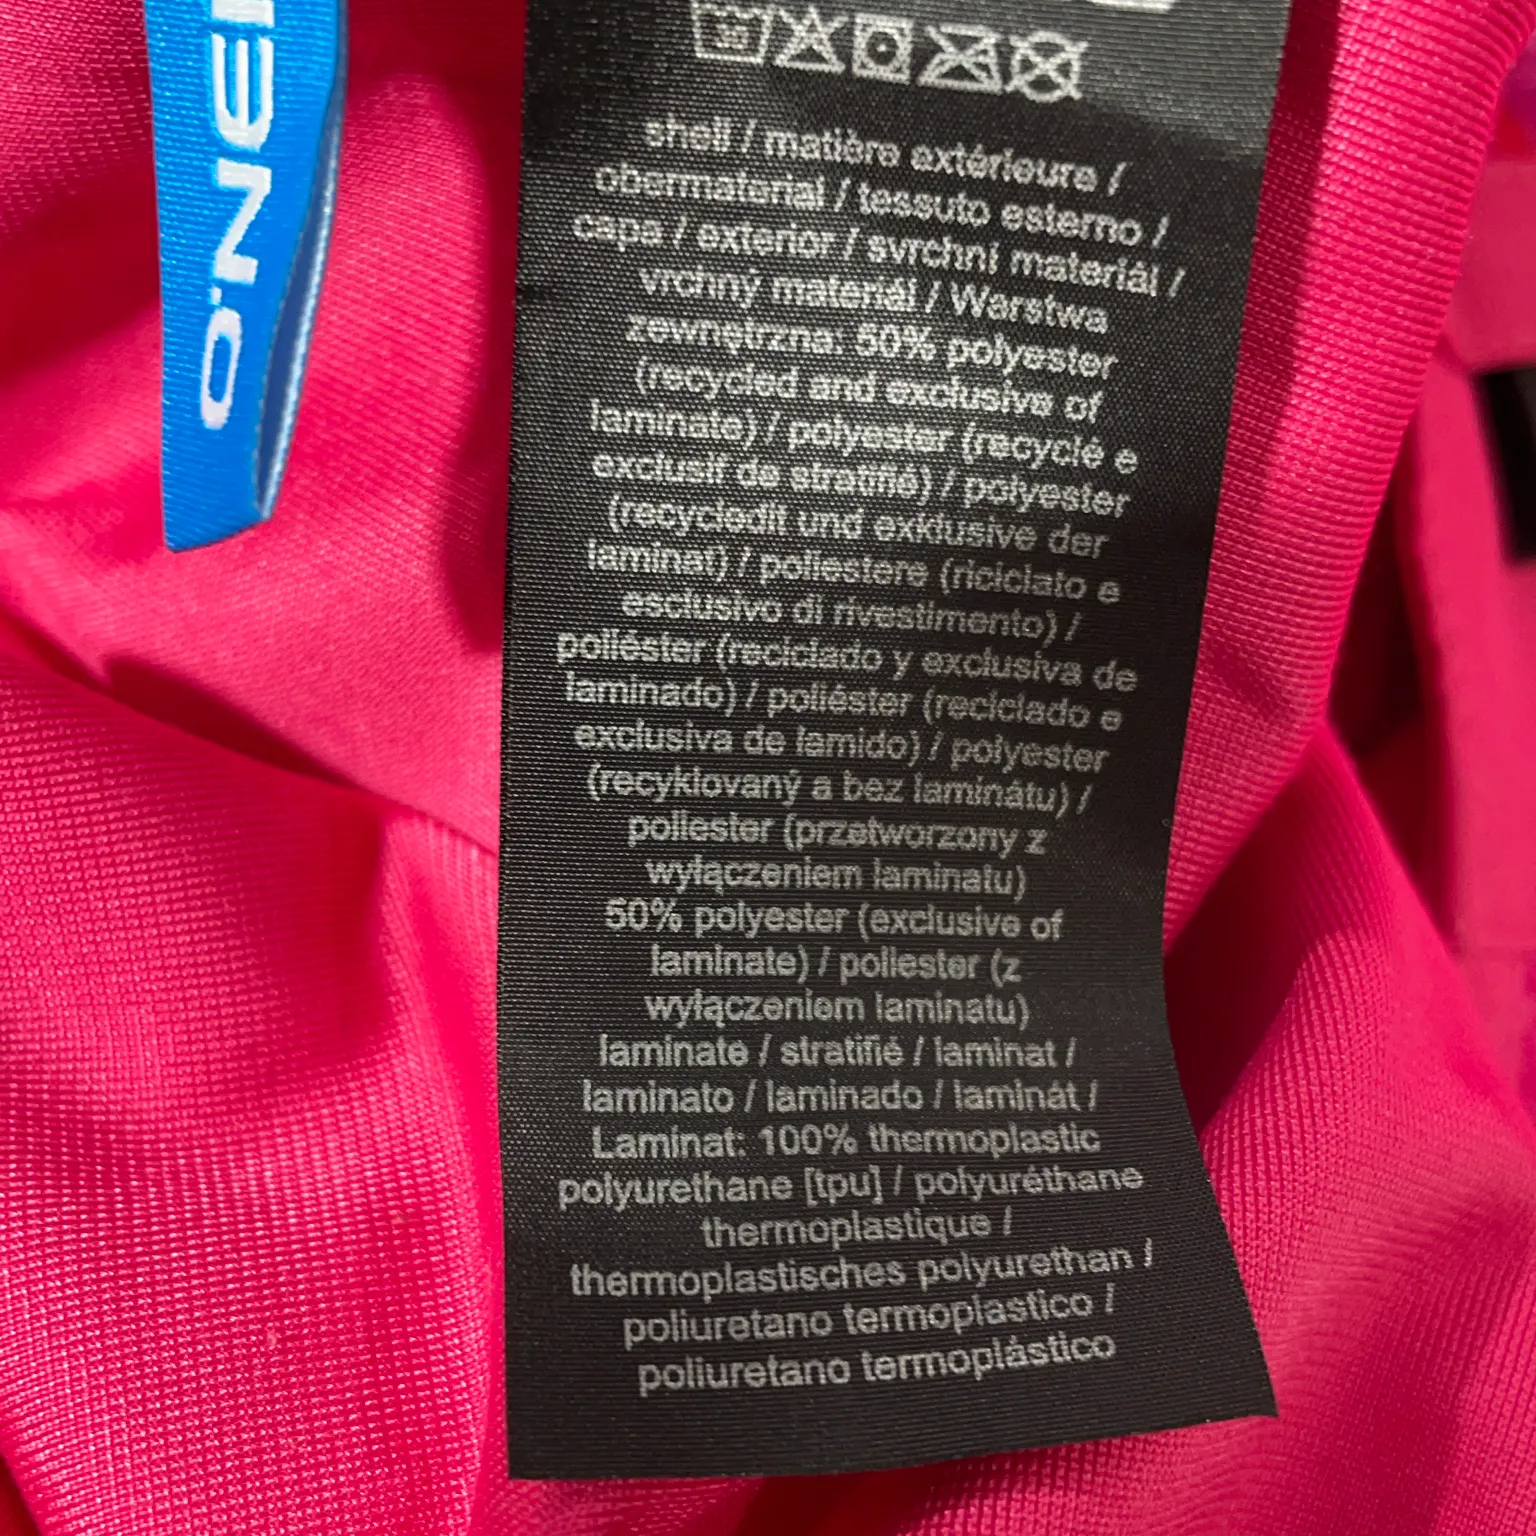 O'NEI
30
shell / matière extérieure /
obermaterial / tessuto esterno /
capa / exterior / svrchní materiál /
vrchný materiál / Warstwa
zewnętrzna: 50% polyester
(recycled and exclusive of
laminate) / polyester (recyclé e
exclusif de stratifié) / polyester
(recycledit und exklusive der
laminat) / poliestere (riciclato e
esclusivo di rivestimento) /
poliéster (reciclado y exclusiva de
laminado) / poliéster (reciclado e
exclusiva de lamido) / polyester
(recyklovaný a bez laminátu) /
poliester (przetworzony z
wyłączeniem laminatu)
50% polyester (exclusive of
laminate) / poliester (z
wyłączeniem laminatu)
laminate / stratifié / laminat /
laminato / laminado / laminát /
Laminat: 100% thermoplastic
polyurethane [tpu] / polyuréthane
thermoplastique /
thermoplastisches polyurethan /
poliuretano termoplastico /
poliuretano termoplástico